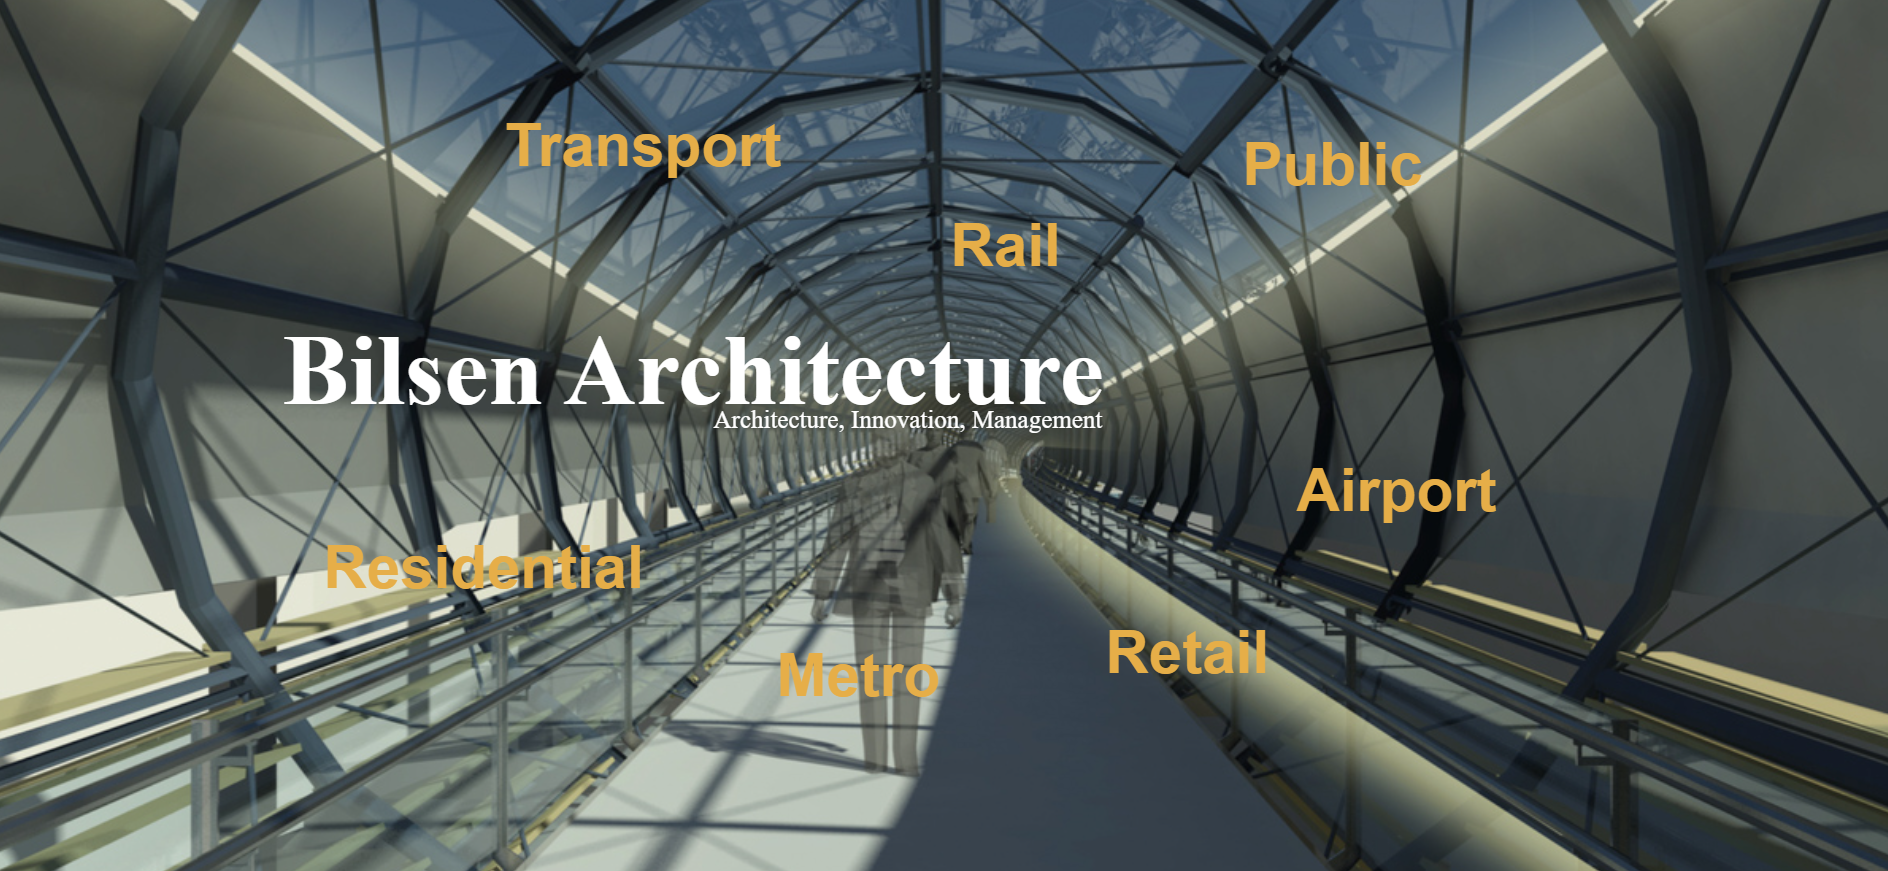 Transport
Public
Rail
Bilsen Architecture
Architecture, Innovation, Management
Airport
Residential
Retail
Metro